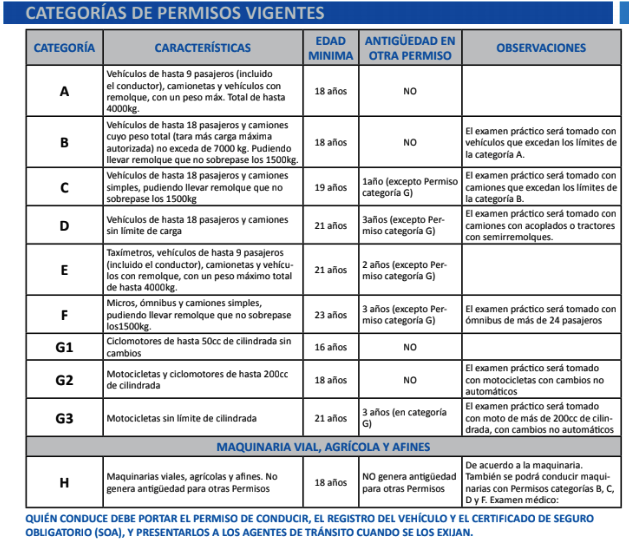 CATEGORÍAS DE PERMISOS VIGENTES
CATEGORÍA
CARACTERÍSTICAS
EDAD
MINIMA
ANTIGÜEDAD EN
OTRA PERMISO
OBSERVACIONES
A
Vehículos de hasta 9 pasajeros (incluido
el conductor), camionetas y vehículos con
remolque, con un peso máx. Total de hasta
4000kg.
18 años
NO
B
Vehículos de hasta 18 pasajeros y camiones
cuyo peso total (tara más carga máxima
autorizada) no exceda de 7000 kg. Pudiendo
llevar remolque que no sobrepase los 1500kg.
18 años
NO
El examen práctico será tomado con
vehículos que excedan los límites de
la categoría A.
C
Vehículos de hasta 18 pasajeros y camiones
simples, pudiendo llevar remolque que no
sobrepase los 1500kg
19 años
1año (excepto Permiso
categoría G)
El examen práctico será tomado con
camiones que excedan los límites de
la categoría B.
D
Vehículos de hasta 18 pasajeros y camiones
sin límite de carga
21 años
3años (excepto Per-
miso categoría G)
El examen práctico será tomado con
camiones con acoplados o tractores
con semirremolques.
E
Taxímetros, vehículos de hasta 9 pasajeros
(incluido el conductor), camionetas y vehícu-
los con remolque, con un peso máximo total
de hasta 4000kg.
21 años
2 años (excepto Per-
miso categoría G)
F
Micros, ómnibus y camiones simples,
pudiendo llevar remolque que no sobrepase
los1500kg.
23 años
3 años (excepto Per-
miso categoría G)
El examen práctico será tomado con
ómnibus de más de 24 pasajeros
G1
Ciclomotores de hasta 50cc de cilindrada sin
cambios
16 años
NO
G2
Motocicletas y ciclomotores de hasta 200cc
de cilindrada
18 años
NO
El examen práctico será tomado
con motocicletas con cambios no
automáticos
G3
Motocicletas sin límite de cilindrada
21 años
3 años (en categoría
G)
El examen práctico será tomado
con moto de más de 200cc de cilin-
drada, con cambios no automáticos
MAQUINARIA VIAL, AGRÍCOLA Y AFINES
H
Maquinarias viales, agrícolas y afines. No
genera antigüedad para otras Permisos
18 años
NO genera antigüedad
para otras Permisos
De acuerdo a la maquinaria.
También se podrá conducir maqui-
narias con Permisos categorías B, C,
D y F. Examen médico:
QUIÉN CONDUCE DEBE PORTAR EL PERMISO DE CONDUCIR, EL REGISTRO DEL VEHÍCULO Y EL CERTIFICADO DE SEGURO
OBLIGATORIO (SOA), Y PRESENTARLOS A LOS AGENTES DE TRÁNSITO CUANDO SE LOS EXIJAN.